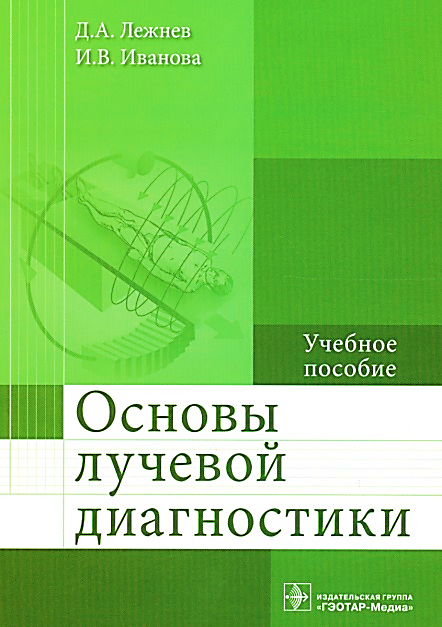 Д.А. Лежнев
И.В. Иванова
Учебное
пособие
Основы
лучевой
диагностики
ИЗДАТЕЛЬСКАЯ ГРУППА
«ГЭОТАР-Медиа»